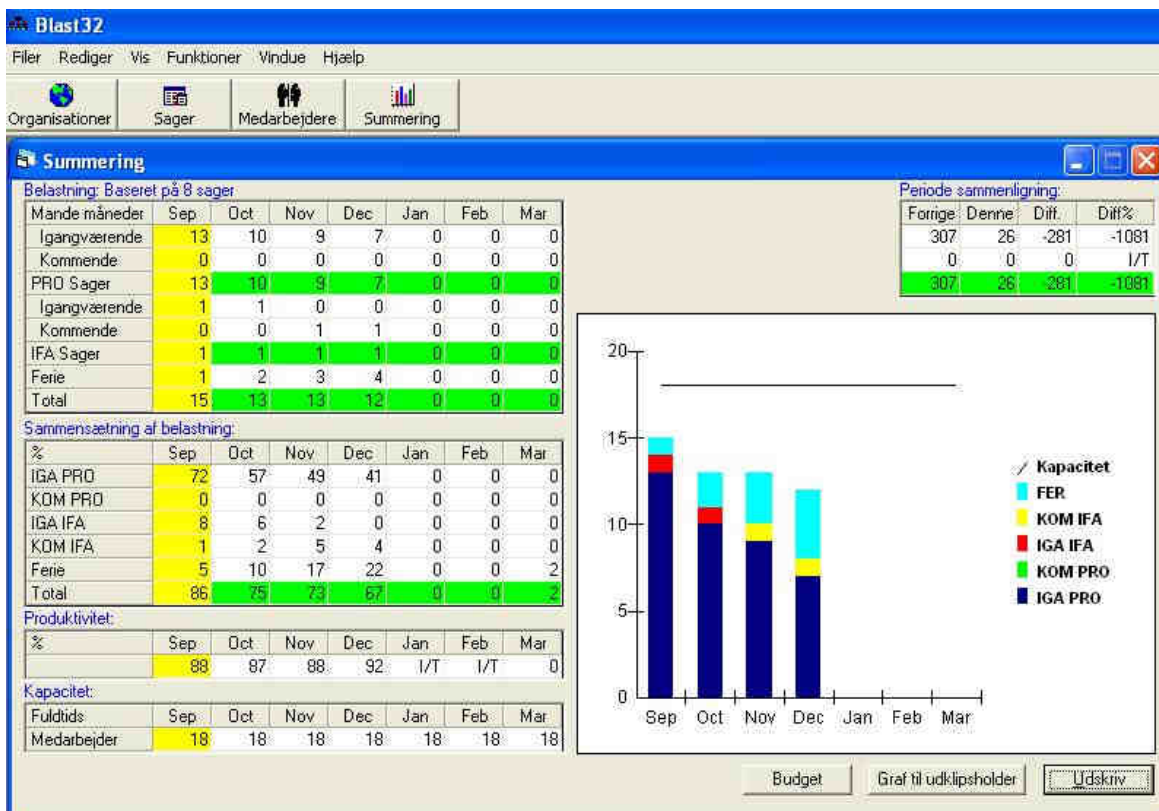 Blast32
Filer Rediger Vis Funktioner Vindue Hjælp
Organisationer Sager Medarbejdere Summering
Summering
Belastning: Baseret på 8 sager
Mande måneder Sep Oct Nov Dec Jan Feb Mar
Igangværende 13 10 9 7 0 0 0
Kommende 0 0 0 0 0 0 0
PRO Sager 13 10 9 7 0 0 0
Igangværende 1 1 0 0 0 0 0
Kommende 0 0 1 1 0 0 0
IFA Sager 1 1 1 1 0 0 0
Ferie 1 2 3 4 0 0 0
Total 15 13 13 12 0 0 0
Periode sammenligning:
Forrige Denne Diff. Diff%
307 26 -281 -1081
0 0 0 I/T
307 26 -281 -1081
Sammensætning af belastning:
% Sep Oct Nov Dec Jan Feb Mar
IGA PRO 72 57 49 41 0 0 0
KOM PRO 0 0 0 0 0 0 0
IGA IFA 8 6 2 0 0 0 0
KOM IFA 1 2 5 4 0 0 0
Ferie 5 10 17 22 0 0 2
Total 86 75 73 67 0 0 2
Produktivitet:
% Sep Oct Nov Dec Jan Feb Mar
88 87 88 92 I/T I/T 0
Kapacitet:
Fuldtids Sep Oct Nov Dec Jan Feb Mar
Medarbejder 18 18 18 18 18 18 18
20
15
10
5
0
Sep Oct Nov Dec Jan Feb Mar
Kapacitet
FER
KOM IFA
IGA IFA
KOM PRO
IGA PRO
Budget Graf til udklipsholder Udskriv